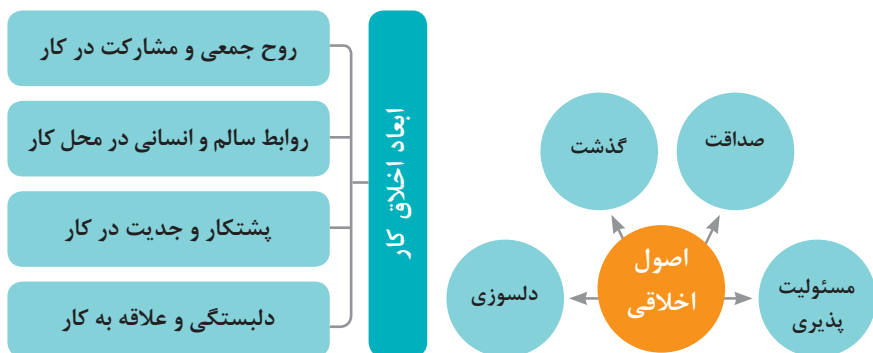 صداقت
گذشت
مسئولیت
پذیری
اصول
اخلاقی
دلسوزی
ابعاد اخلاق کار
روح جمعی و مشارکت در کار
روابط سالم و انسانی در محل کار
پشتکار و جدیت در کار
دلبستگی و علاقه به کار